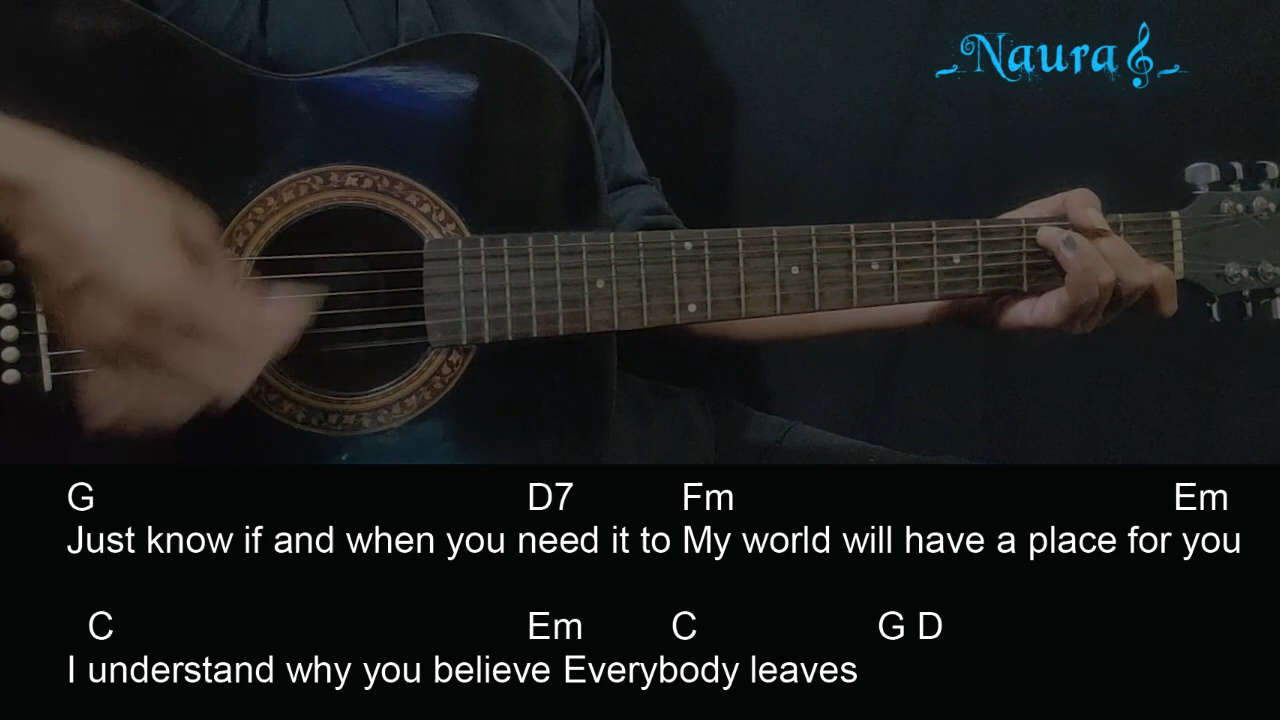 Naura
G D7 Fm Em
Just know if and when you need it to My world will have a place for you
C Em C G D
I understand why you believe Everybody leaves